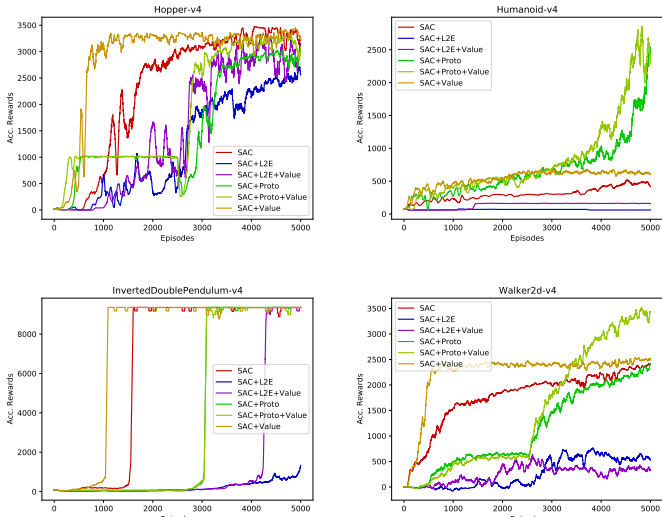 Hopper-v4
3500
3000
2500
2000
1500
1000
500
0
Acc. Rewards
SAC
SAC+L2E
SAC+L2E+Value
SAC+Proto
SAC+Proto+Value
SAC+Value
0 1000 2000 3000 4000 5000
Episodes
Humanoid-v4
2500
2000
1500
1000
500
0
Acc. Rewards
SAC
SAC+L2E
SAC+L2E+Value
SAC+Proto
SAC+Proto+Value
SAC+Value
0 1000 2000 3000 4000 5000
Episodes
InvertedDoublePendulum-v4
8000
6000
4000
2000
0
Acc. Rewards
SAC
SAC+L2E
SAC+L2E+Value
SAC+Proto
SAC+Proto+Value
SAC+Value
0 1000 2000 3000 4000 5000
Walker2d-v4
3500
3000
2500
2000
1500
1000
500
0
Acc. Rewards
SAC
SAC+L2E
SAC+L2E+Value
SAC+Proto
SAC+Proto+Value
SAC+Value
0 1000 2000 3000 4000 5000